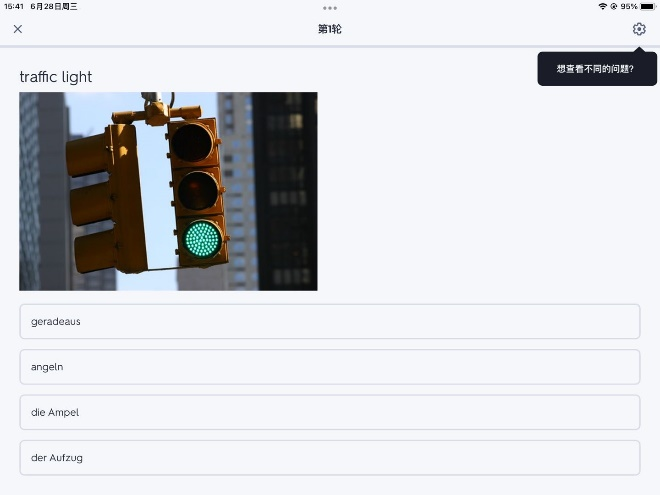 15:41 6月28日周三
95%
第1轮
想查看不同的问题?
traffic light
geradeaus
angeln
die Ampel
der Aufzug